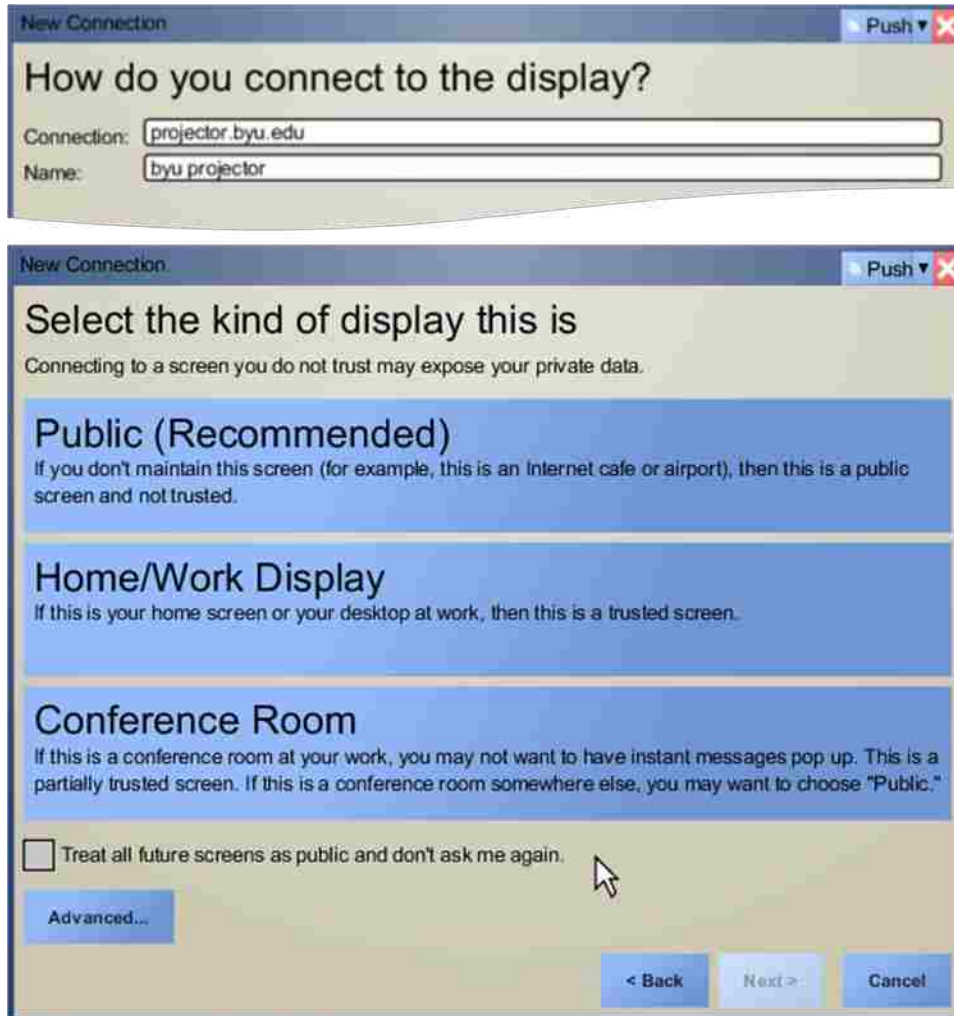 New Connection
Push
How do you connect to the display?
Connection: projector.byu.edu
Name: byu projector
New Connection
Push
Select the kind of display this is
Connecting to a screen you do not trust may expose your private data.
Public (Recommended)
If you don't maintain this screen (for example, this is an Internet cafe or airport), then this is a public
screen and not trusted.
Home/Work Display
If this is your home screen or your desktop at work, then this is a trusted screen.
Conference Room
If this is a conference room at your work, you may not want to have instant messages pop up. This is a
partially trusted screen. If this is a conference room somewhere else, you may want to choose "Public."
Treat all future screens as public and don't ask me again.
Advanced...
< Back Next > Cancel